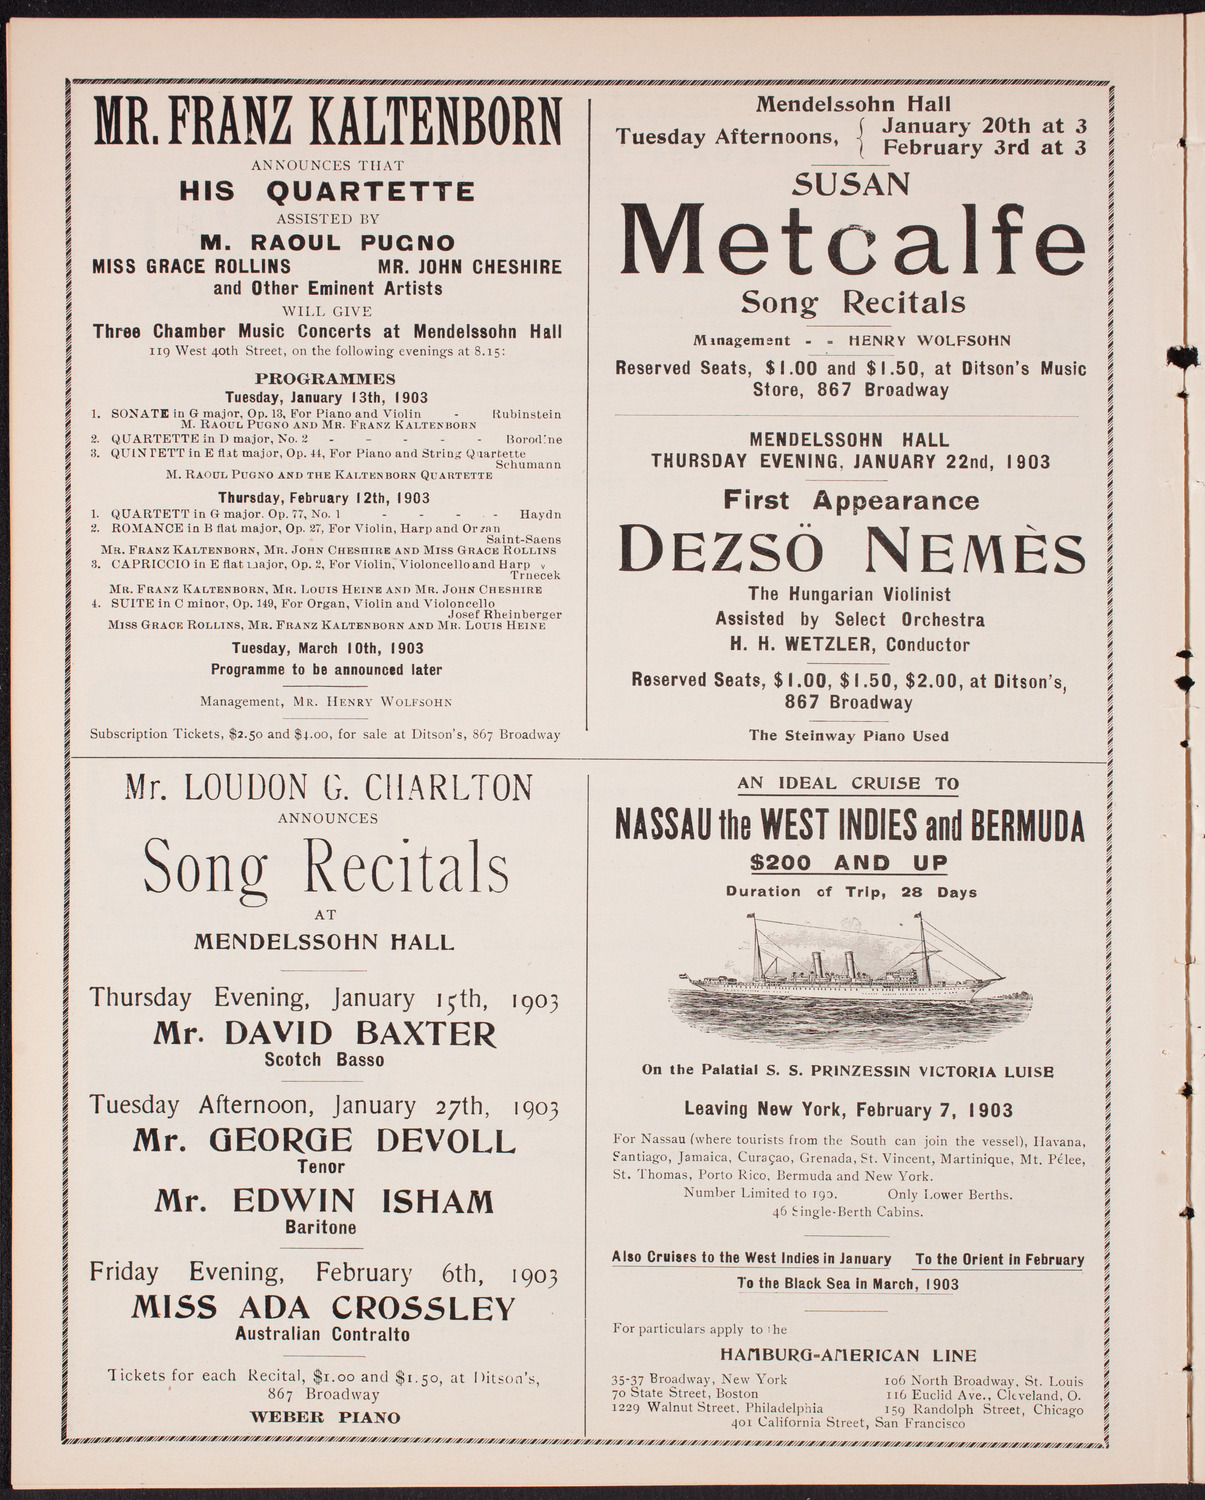 MR. FRANZ KALTENBORN
ANNOUNCES THAT
HIS QUARTETTE
ASSISTED BY
M. RAOUL PUGNO
MISS GRACE ROLLINS MR. JOHN CHESHIRE
and Other Eminent Artists
WILL GIVE
Three Chamber Music Concerts at Mendelssohn Hall
119 West 40th Street, on the following evenings at 8.15:
PROGRAMMES
Tuesday, January 13th, 1903
1. SONATE in G major, Op. 13, For Piano and Violin - Rubinstein
M. RAOUL PUGNO AND MR. FRANZ KALTENBORN
2. QUARTETTE in D major, No. 2 - - - - - Borodine
3. QUINTETT in E flat major, Op. 44, For Piano and String Quartette
Schumann
M. RAOUL PUGNO AND THE KALTENBORN QUARTETTE
Thursday, February 12th, 1903
1. QUARTETT in G major. Op. 77, No. 1 - - - - Haydn
2. ROMANCE in B flat major, Op. 27, For Violin, Harp and Organ
Saint-Saens
MR. FRANZ KALTENBORN, MR. JOHN CHESHIRE AND MISS GRACE ROLLINS
3. CAPRICCIO in E flat major, Op. 2, For Violin, Violoncello and Harp
Trnecek
MR. FRANZ KALTENBORN, MR. LOUIS HEINE AND MR. JOHN CHESHIRE
4. SUITE in C minor, Op. 149, For Organ, Violin and Violoncello
Josef Rheinberger
MISS GRACE ROLLINS, MR. FRANZ KALTENBORN AND MR. LOUIS HEINE
Tuesday, March 10th, 1903
Programme to be announced later
Management, MR. HENRY WOLFSOHN
Subscription Tickets, $2.50 and $4.00, for sale at Ditson's, 867 Broadway
Mendelssohn Hall
Tuesday Afternoons, { January 20th at 3
February 3rd at 3
SUSAN
Metcalfe
Song Recitals
Management - - HENRY WOLFSOHN
Reserved Seats, $1.00 and $1.50, at Ditson's Music
Store, 867 Broadway
MENDELSSOHN HALL
THURSDAY EVENING, JANUARY 22nd, 1903
First Appearance
DEZSÖ NEMÈS
The Hungarian Violinist
Assisted by Select Orchestra
H. H. WETZLER, Conductor
Reserved Seats, $1.00, $1.50, $2.00, at Ditson's,
867 Broadway
The Steinway Piano Used
Mr. LOUDON G. CHARLTON
ANNOUNCES
Song Recitals
AT
MENDELSSOHN HALL
Thursday Evening, January 15th, 1903
Mr. DAVID BAXTER
Scotch Basso
Tuesday Afternoon, January 27th, 1903
Mr. GEORGE DEVOLL
Tenor
Mr. EDWIN ISHAM
Baritone
Friday Evening, February 6th, 1903
MISS ADA CROSSLEY
Australian Contralto
Tickets for each Recital, $1.00 and $1.50, at Ditson's,
867 Broadway
WEBER PIANO
AN IDEAL CRUISE TO
NASSAU the WEST INDIES and BERMUDA
$200 AND UP
Duration of Trip, 28 Days
On the Palatial S. S. PRINZESSIN VICTORIA LUISE
Leaving New York, February 7, 1903
For Nassau (where tourists from the South can join the vessel), Havana,
Santiago, Jamaica, Curaçao, Grenada, St. Vincent, Martinique, Mt. Pélee,
St. Thomas, Porto Rico, Bermuda and New York.
Number Limited to 190. Only Lower Berths.
46 Single-Berth Cabins.
Also Cruises to the West Indies in January To the Orient in February
To the Black Sea in March, 1903
For particulars apply to the
HAMBURG-AMERICAN LINE
35-37 Broadway, New York 106 North Broadway, St. Louis
70 State Street, Boston 116 Euclid Ave., Cleveland, O.
1229 Walnut Street, Philadelphia 159 Randolph Street, Chicago
401 California Street, San Francisco